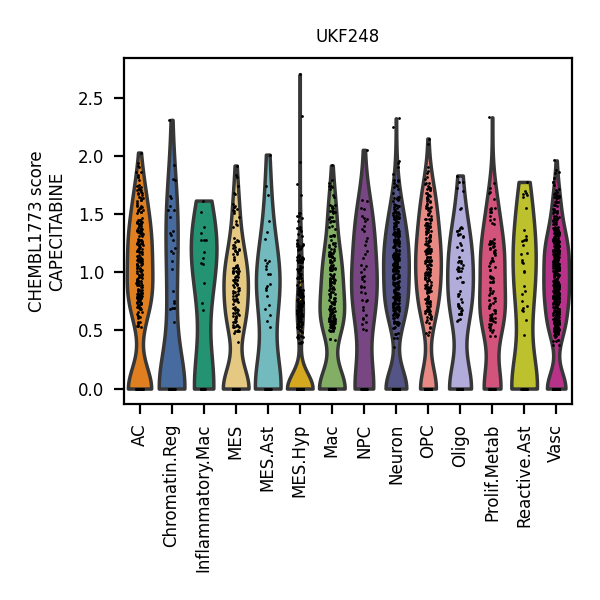 UKF248
CHEMBL1773 score
CAPECITABINE
2.5
2.0
1.5
1.0
0.5
0.0
AC
Chromatin.Reg
Inflammatory.Mac
MES
MES.Ast
MES.Hyp
Mac
NPC
Neuron
OPC
Oligo
Prolif.Metab
Reactive.Ast
Vasc